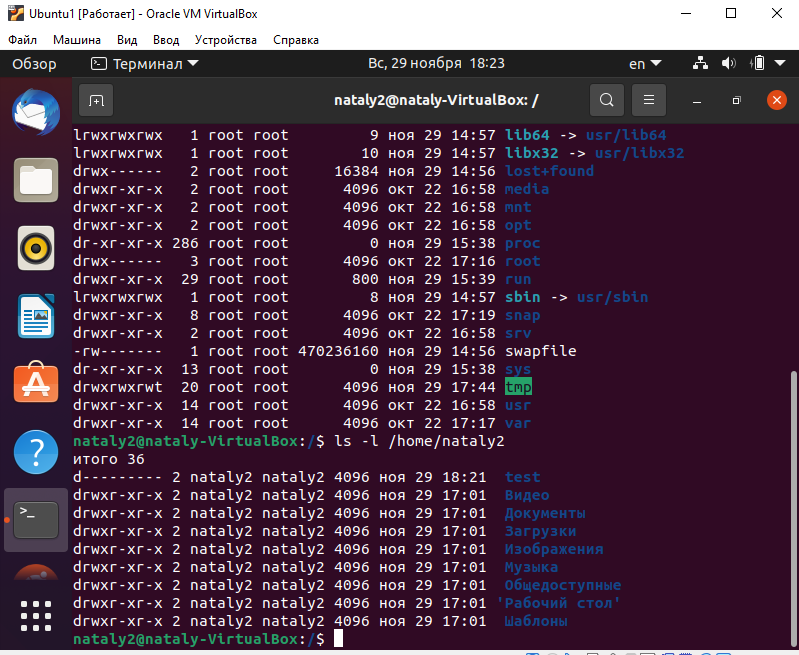 Ubuntu1 [Работает] - Oracle VM VirtualBox
Файл Машина Вид Ввод Устройства Справка
Обзор Терминал Вс, 29 ноября 18:23 en
nataly2@nataly-VirtualBox: /
lrwxrwxrwx 1 root root 9 ноя 29 14:57 lib64 -> usr/lib64
lrwxrwxrwx 1 root root 10 ноя 29 14:57 libx32 -> usr/libx32
drwx------ 2 root root 16384 ноя 29 14:56 lost+found
drwxr-xr-x 2 root root 4096 окт 22 16:58 media
drwxr-xr-x 2 root root 4096 окт 22 16:58 mnt
drwxr-xr-x 2 root root 4096 окт 22 16:58 opt
dr-xr-xr-x 286 root root 0 ноя 29 15:38 proc
drwx------ 3 root root 4096 окт 22 17:16 root
drwxr-xr-x 29 root root 800 ноя 29 15:39 run
lrwxrwxrwx 1 root root 8 ноя 29 14:57 sbin -> usr/sbin
drwxr-xr-x 8 root root 4096 окт 22 17:19 snap
drwxr-xr-x 2 root root 4096 окт 22 16:58 srv
-rw------- 1 root root 470236160 ноя 29 14:56 swapfile
dr-xr-xr-x 13 root root 0 ноя 29 15:38 sys
drwxrwxrwt 20 root root 4096 ноя 29 17:44 tmp
drwxr-xr-x 14 root root 4096 окт 22 16:58 usr
drwxr-xr-x 14 root root 4096 окт 22 17:17 var
nataly2@nataly-VirtualBox:/$ ls -l /home/nataly2
итого 36
d--------- 2 nataly2 nataly2 4096 ноя 29 18:21 test
drwxr-xr-x 2 nataly2 nataly2 4096 ноя 29 17:01 Видео
drwxr-xr-x 2 nataly2 nataly2 4096 ноя 29 17:01 Документы
drwxr-xr-x 2 nataly2 nataly2 4096 ноя 29 17:01 Загрузки
drwxr-xr-x 2 nataly2 nataly2 4096 ноя 29 17:01 Изображения
drwxr-xr-x 2 nataly2 nataly2 4096 ноя 29 17:01 Музыка
drwxr-xr-x 2 nataly2 nataly2 4096 ноя 29 17:01 Общедоступные
drwxr-xr-x 2 nataly2 nataly2 4096 ноя 29 17:01 'Рабочий стол'
drwxr-xr-x 2 nataly2 nataly2 4096 ноя 29 17:01 Шаблоны
nataly2@nataly-VirtualBox:/$